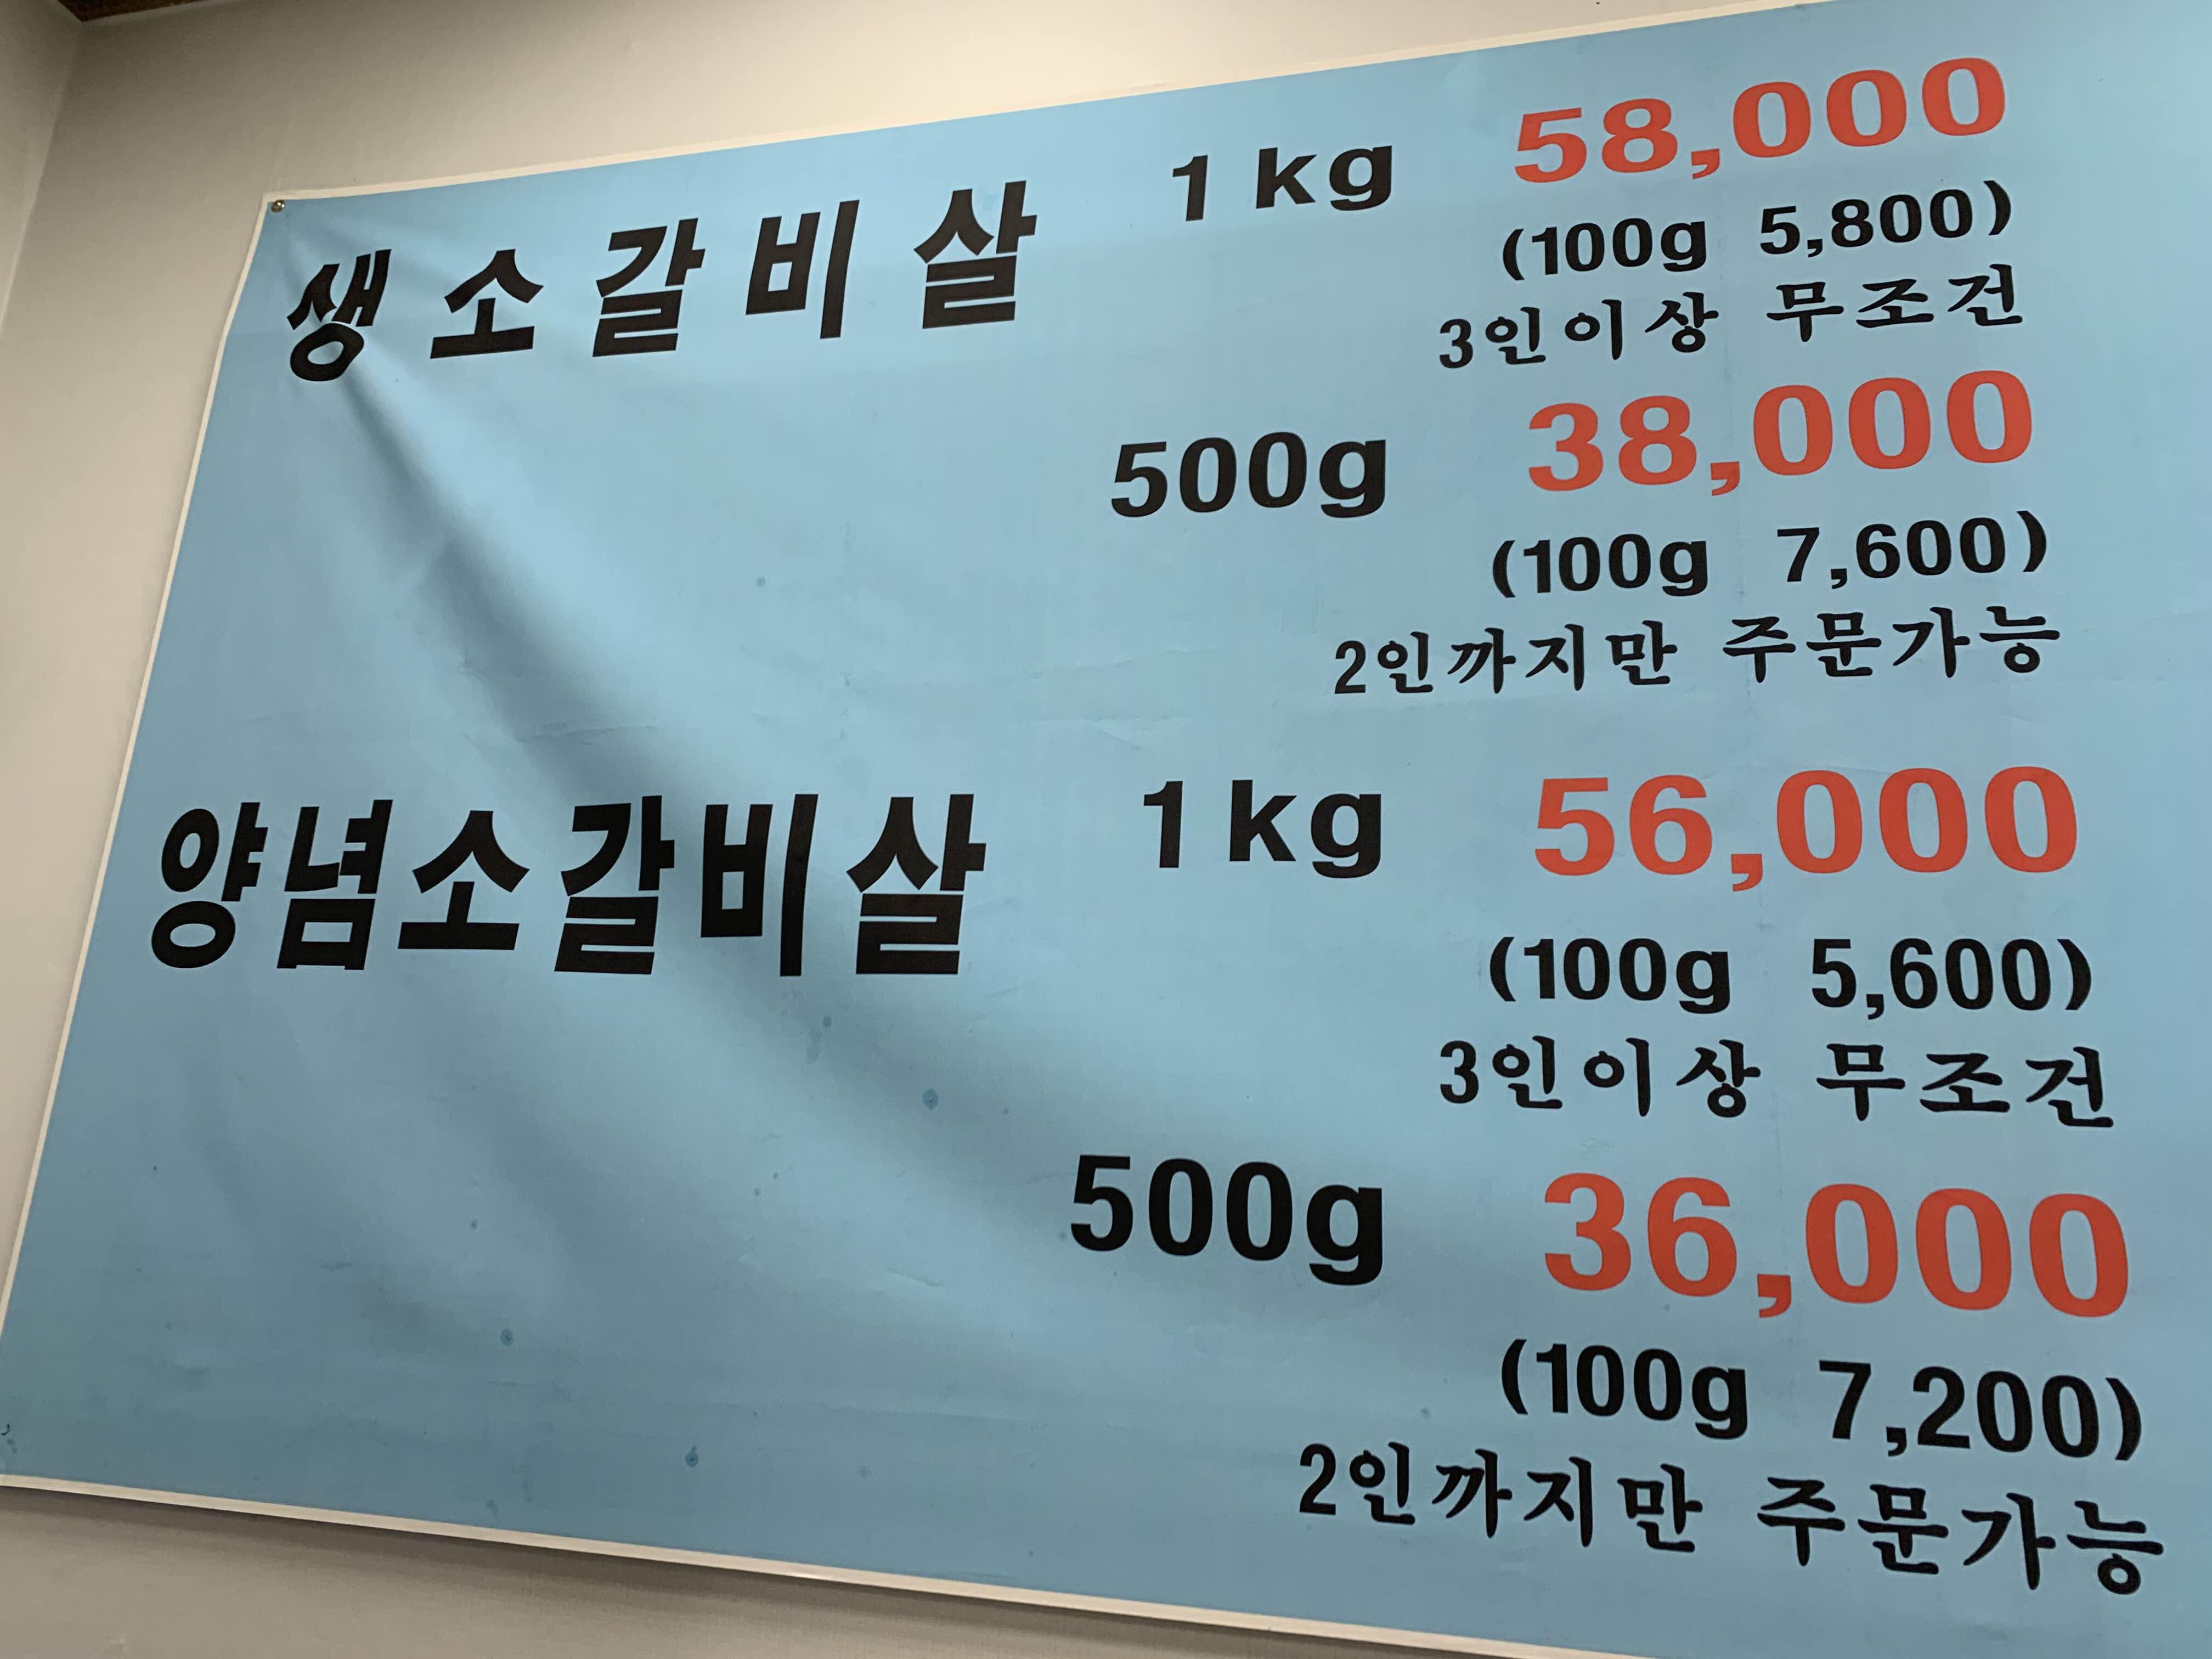 생소갈비살 1kg 58,000
(100g 5,800)
3인이상 무조건
500g 38,000
(100g 7,600)
2인까지만 주문가능
양념소갈비살 1kg 56,000
(100g 5,600)
3인이상 무조건
500g 36,000
(100g 7,200)
2인까지만 주문가능